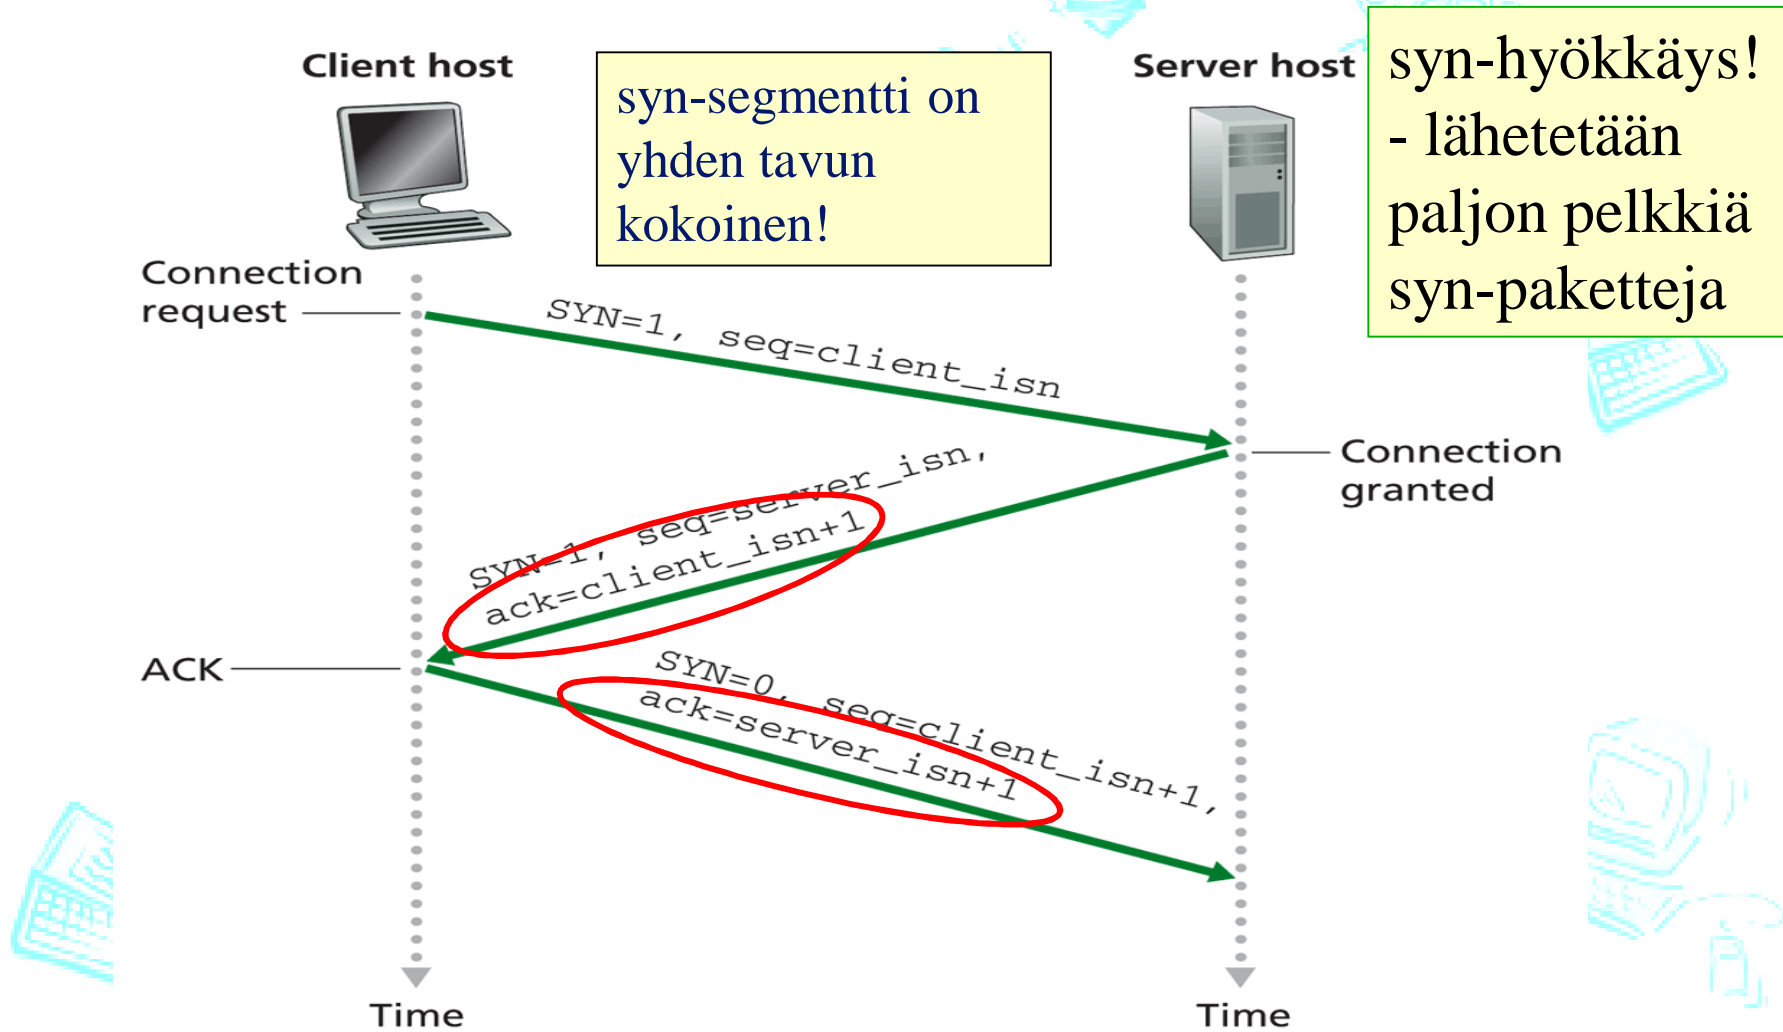 Client host
syn-segmentti on
yhden tavun
kokoinen!
Server host
syn-hyökkäys!
- lähetetään
paljon pelkkiä
syn-paketteja
Connection
request
SYN=1, seq=client_isn
Connection
granted
SYN=1, seq=server_isn,
ack=client_isn+1
ACK
SYN=0, seq=client_isn+1,
ack=server_isn+1
Time
Time